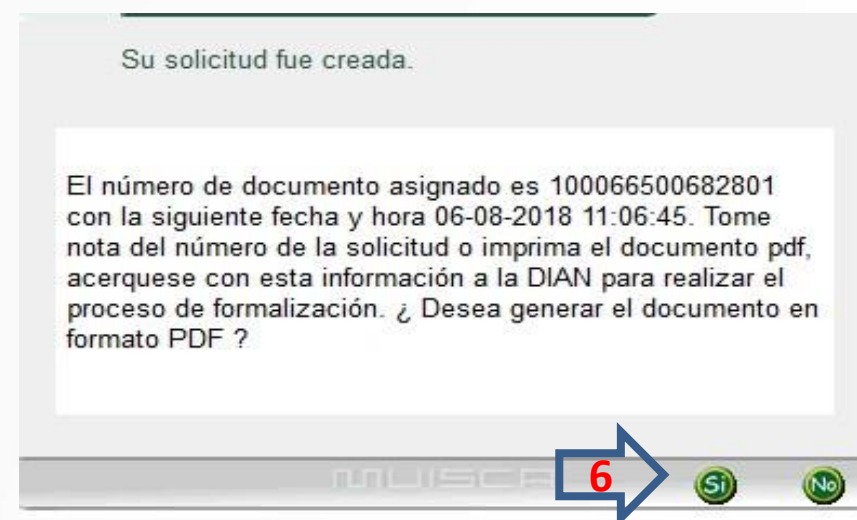 Su solicitud fue creada.
El número de documento asignado es 100066500682801
con la siguiente fecha y hora 06-08-2018 11:06:45. Tome
nota del número de la solicitud o imprima el documento pdf,
acerquese con esta información a la DIAN para realizar el
proceso de formalización. ¿ Desea generar el documento en
formato PDF ?
6 Si No